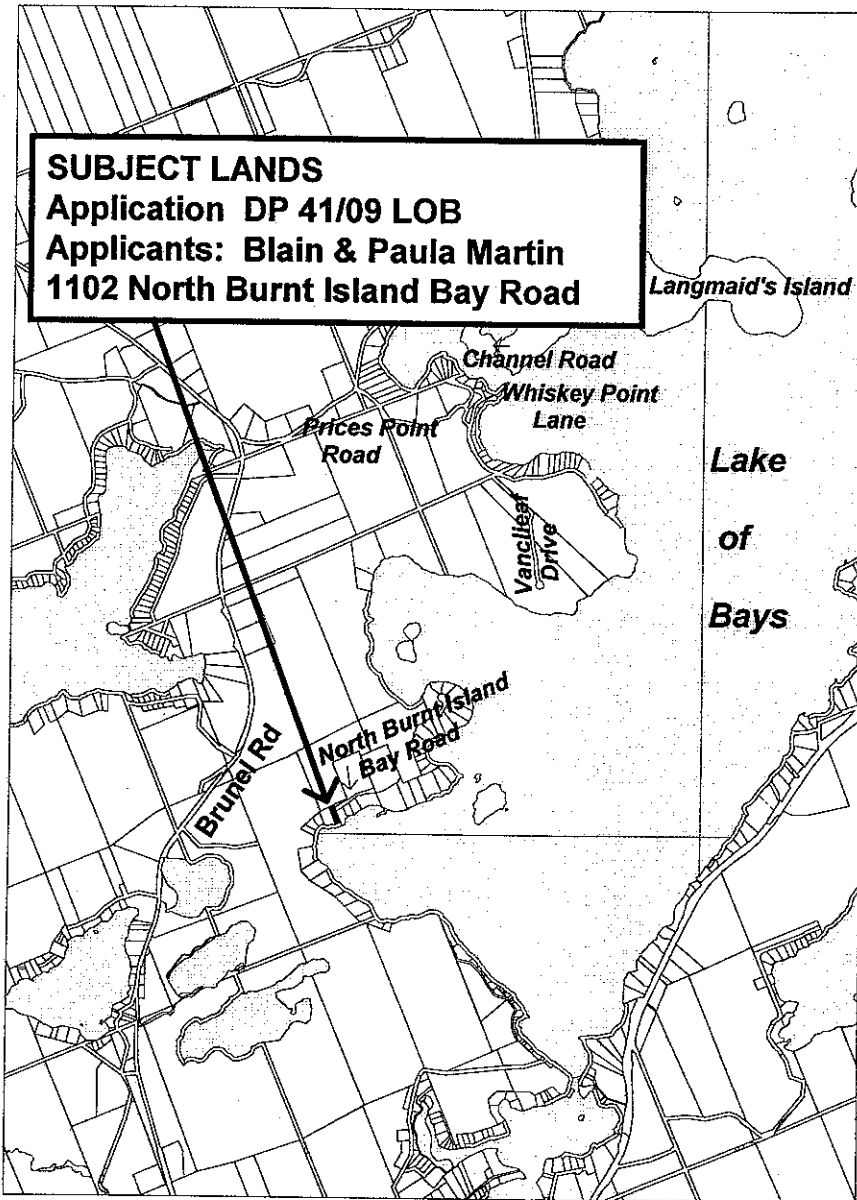 SUBJECT LANDS
Application DP 41/09 LOB
Applicants: Blain & Paula Martin
1102 North Burnt Island Bay Road
Langmaid's Island
Channel Road
Whiskey Point
Lane
Prices Point
Road
Lake
of
Bays
Vanclieaf
Drive
North Burnt Island
Bay Road
Brunel Rd